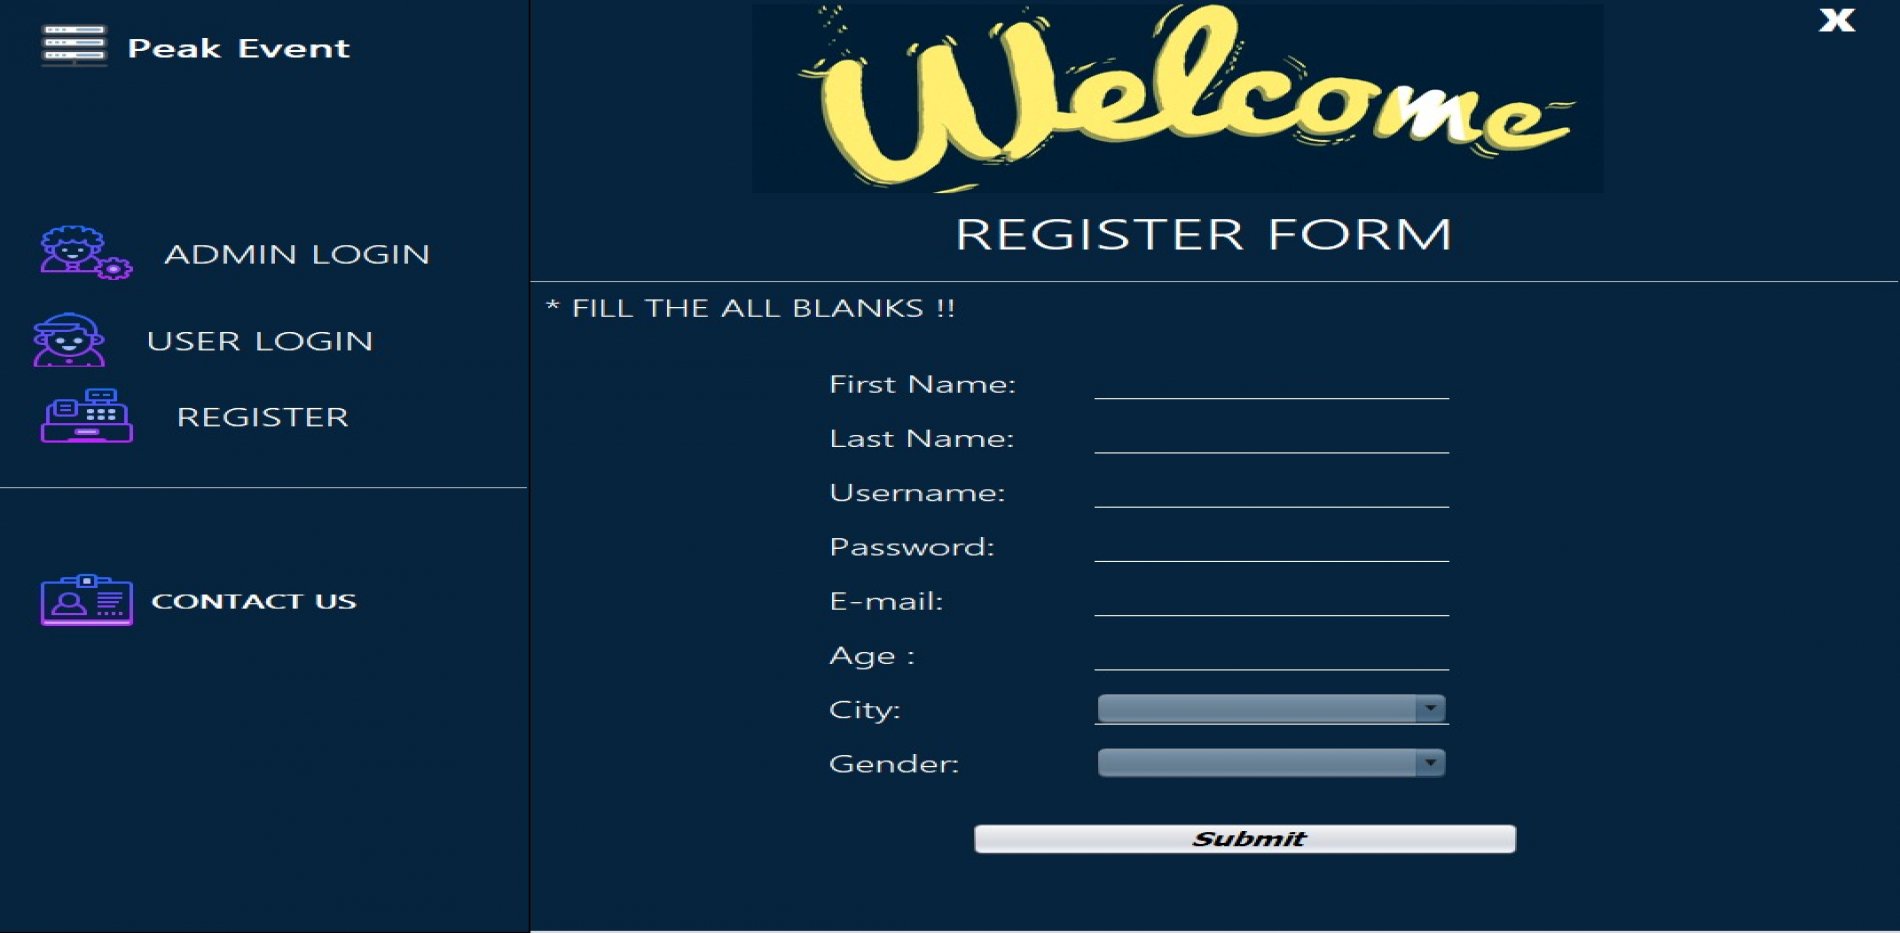 Peak Event
ADMIN LOGIN
USER LOGIN
REGISTER
CONTACT US
X
Welcome
REGISTER FORM
* FILL THE ALL BLANKS !!
First Name:
Last Name:
Username:
Password:
E-mail:
Age :
City:
Gender:
Submit